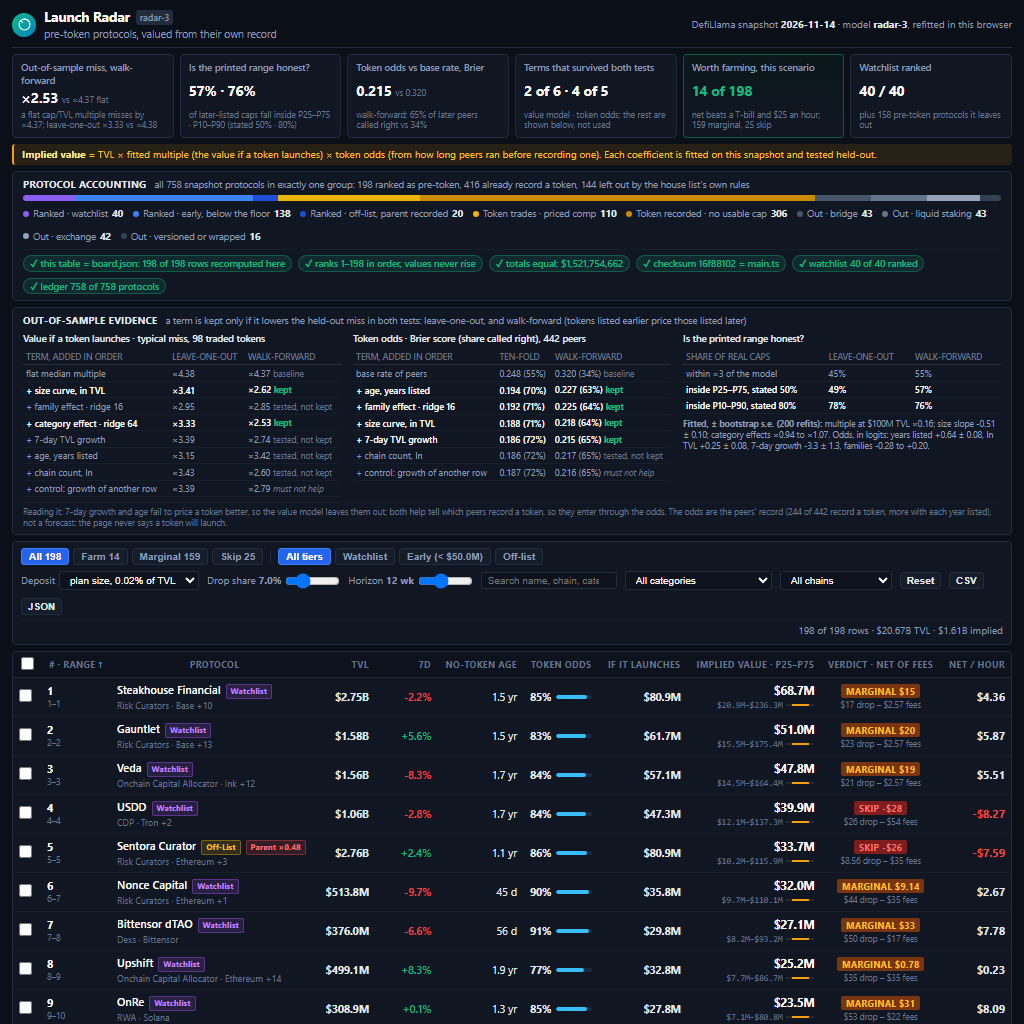 Launch Radar radar-3
pre-token protocols, valued from their own record
DefiLlama snapshot 2026-11-14 · model radar-3, refitted in this browser
Out-of-sample miss, walk-forward
×2.53 vs ×4.37 flat
a flat cap/TVL multiple misses by ×4.37; leave-one-out ×3.33 vs ×4.38
Is the printed range honest?
57% · 76%
of later-listed caps fall inside P25–P75 · P10–P90 (stated 50% · 80%)
Token odds vs base rate, Brier
0.215 vs 0.320
walk-forward; 65% of later peers called right vs 34%
Terms that survived both tests
2 of 6 · 4 of 5
value model · token odds; the rest are shown below, not used
Worth farming, this scenario
14 of 198
net beats a T-bill and $25 an hour; 159 marginal, 25 skip
Watchlist ranked
40 / 40
plus 158 pre-token protocols it leaves out
Implied value = TVL × fitted multiple (the value if a token launches) × token odds (from how long peers ran before recording one). Each coefficient is fitted on this snapshot and tested held-out.
PROTOCOL ACCOUNTING all 758 snapshot protocols in exactly one group: 198 ranked as pre-token, 416 already record a token, 144 left out by the house list's own rules
Ranked · watchlist 40 Ranked · early, below the floor 138 Ranked · off-list, parent recorded 20 Token trades · priced comp 110 Token recorded · no usable cap 306 Out · bridge 43 Out · liquid staking 43
Out · exchange 42 Out · versioned or wrapped 16
✓ this table = board.json: 198 of 198 rows recomputed here ✓ ranks 1–198 in order, values never rise ✓ totals equal: $1,521,754,662 ✓ checksum 16f88102 = main.ts ✓ watchlist 40 of 40 ranked
✓ ledger 758 of 758 protocols
OUT-OF-SAMPLE EVIDENCE a term is kept only if it lowers the held-out miss in both tests: leave-one-out, and walk-forward (tokens listed earlier price those listed later)
Value if a token launches · typical miss, 98 traded tokens
TERM, ADDED IN ORDER LEAVE-ONE-OUT WALK-FORWARD
flat median multiple ×4.38 ×4.37 baseline
+ size curve, in TVL ×3.41 ×2.62 kept
+ family effect · ridge 16 ×2.95 ×2.85 tested, not kept
+ category effect · ridge 64 ×3.33 ×2.53 kept
+ 7-day TVL growth ×3.39 ×2.74 tested, not kept
+ age, years listed ×3.15 ×3.42 tested, not kept
+ chain count, ln ×3.43 ×2.60 tested, not kept
+ control: growth of another row ×3.39 ×2.79 must not help
Token odds · Brier score (share called right), 442 peers
TERM, ADDED IN ORDER TEN-FOLD WALK-FORWARD
base rate of peers 0.248 (55%) 0.320 (34%) baseline
+ age, years listed 0.194 (70%) 0.227 (63%) kept
+ family effect · ridge 16 0.192 (71%) 0.225 (64%) kept
+ size curve, in TVL 0.188 (71%) 0.218 (64%) kept
+ 7-day TVL growth 0.186 (72%) 0.215 (65%) kept
+ chain count, ln 0.186 (72%) 0.217 (65%) tested, not kept
+ control: growth of another row 0.187 (72%) 0.216 (65%) must not help
Is the printed range honest?
SHARE OF REAL CAPS LEAVE-ONE-OUT WALK-FORWARD
within ×3 of the model 45% 55%
inside P25–P75, stated 50% 49% 57%
inside P10–P90, stated 80% 78% 76%
Fitted, ± bootstrap s.e. (200 refits): multiple at $100M TVL ×0.16; size slope -0.51
± 0.10; category effects ×0.94 to ×1.07. Odds, in logits: years listed +0.64 ± 0.08, ln
TVL +0.25 ± 0.08, 7-day growth -3.3 ± 1.3, families -0.28 to +0.20.
Reading it: 7-day growth and age fail to price a token better, so the value model leaves them out; both help tell which peers record a token, so they enter through the odds. The odds are the peers' record (244 of 442 record a token, more with each year listed),
not a forecast: the page never says a token will launch.
All 198 Farm 14 Marginal 159 Skip 25 All tiers Watchlist Early (< $50.0M) Off-list
Deposit plan size, 0.02% of TVL Drop share 7.0% Horizon 12 wk Search name, chain, cate All categories All chains Reset CSV
JSON
198 of 198 rows · $20.67B TVL · $1.61B implied
# · RANGE ↑ PROTOCOL TVL 7D NO-TOKEN AGE TOKEN ODDS IF IT LAUNCHES IMPLIED VALUE · P25–P75 VERDICT · NET OF FEES NET / HOUR
1 Steakhouse Financial Watchlist $2.75B -2.2% 1.5 yr 85% $80.9M $68.7M MARGINAL $15 $4.36
1–1 Risk Curators · Base +10 $20.9M–$236.3M $17 drop – $2.57 fees
2 Gauntlet Watchlist $1.58B +5.6% 1.5 yr 83% $61.7M $51.0M MARGINAL $20 $5.87
2–2 Risk Curators · Base +13 $15.5M–$175.4M $23 drop – $2.57 fees
3 Veda Watchlist $1.56B -8.3% 1.7 yr 84% $57.1M $47.8M MARGINAL $19 $5.51
3–3 Onchain Capital Allocator · Ink +12 $14.5M–$164.4M $21 drop – $2.57 fees
4 USDD Watchlist $1.06B -2.8% 1.7 yr 84% $47.3M $39.9M SKIP -$28 -$8.27
4–4 CDP · Tron +2 $12.1M–$137.3M $26 drop – $54 fees
5 Sentora Curator Off-List Parent ×0.48 $2.76B +2.4% 1.1 yr 86% $80.9M $33.7M SKIP -$26 -$7.59
5–5 Risk Curators · Ethereum +3 $10.2M–$115.9M $8.56 drop – $35 fees
6 Nonce Capital Watchlist $513.8M -9.7% 45 d 90% $35.8M $32.0M MARGINAL $9.14 $2.67
6–7 Risk Curators · Ethereum +1 $9.7M–$110.1M $44 drop – $35 fees
7 Bittensor dTAO Watchlist $376.0M -6.6% 56 d 91% $29.8M $27.1M MARGINAL $33 $7.78
7–8 Dexs · Bittensor $8.2M–$93.2M $50 drop – $17 fees
8 Upshift Watchlist $499.1M +8.3% 1.9 yr 77% $32.8M $25.2M MARGINAL $0.78 $0.23
8–9 Onchain Capital Allocator · Ethereum +14 $7.7M–$86.7M $35 drop – $35 fees
9 OnRe Watchlist $308.9M +0.1% 1.3 yr 85% $27.8M $23.5M MARGINAL $31 $8.09
9–10 RWA · Solana $7.1M–$80.8M $53 drop – $22 fees